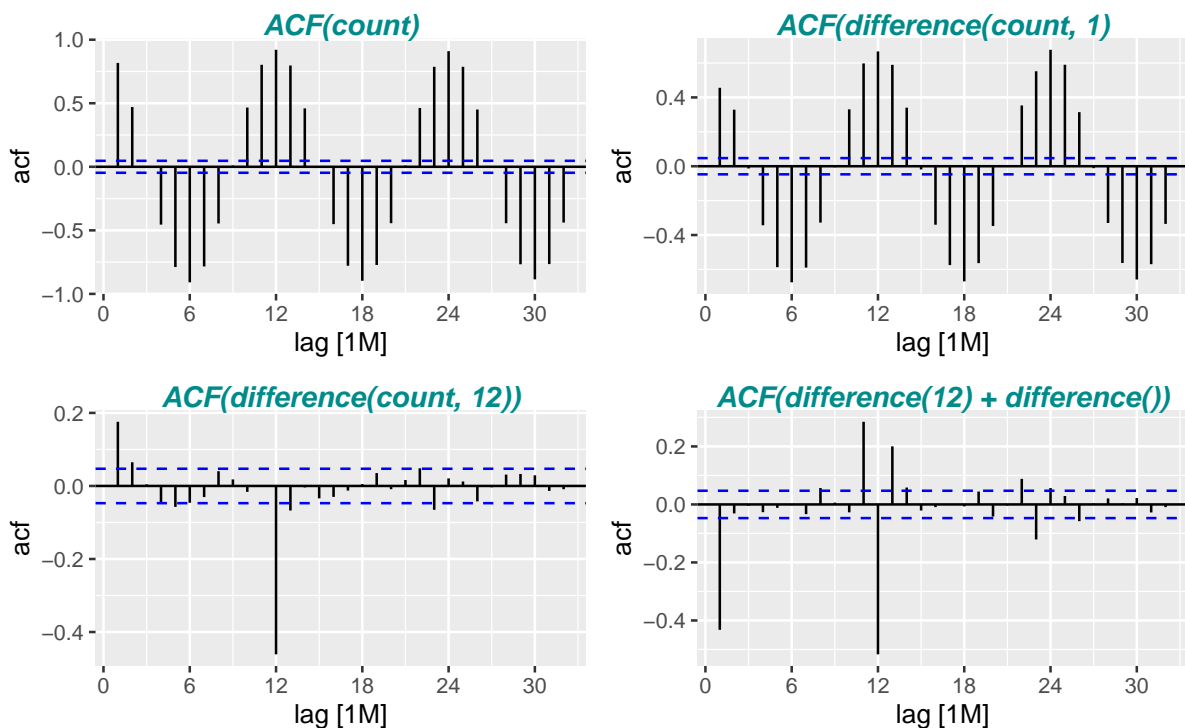 ACF(count)
1.0
0.5
0.0
−0.5
−1.0
acf
0 6 12 18 24 30
lag [1M]
ACF(difference(count, 1)
0.4
0.0
−0.4
acf
0 6 12 18 24 30
lag [1M]
ACF(difference(count, 12))
0.2
0.0
−0.2
−0.4
acf
0 6 12 18 24 30
lag [1M]
ACF(difference(12) + difference())
0.2
0.0
−0.2
−0.4
acf
0 6 12 18 24 30
lag [1M]